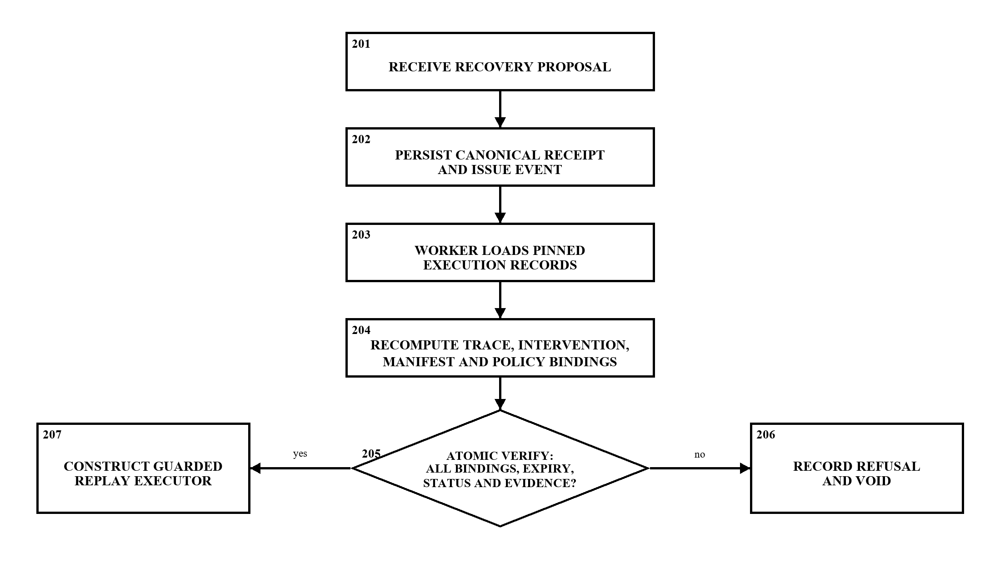 201
RECEIVE RECOVERY PROPOSAL
202
PERSIST CANONICAL RECEIPT
AND ISSUE EVENT
203
WORKER LOADS PINNED
EXECUTION RECORDS
204
RECOMPUTE TRACE, INTERVENTION,
MANIFEST AND POLICY BINDINGS
207
CONSTRUCT GUARDED
REPLAY EXECUTOR
yes
205
ATOMIC VERIFY:
ALL BINDINGS, EXPIRY,
STATUS AND EVIDENCE?
no
206
RECORD REFUSAL
AND VOID